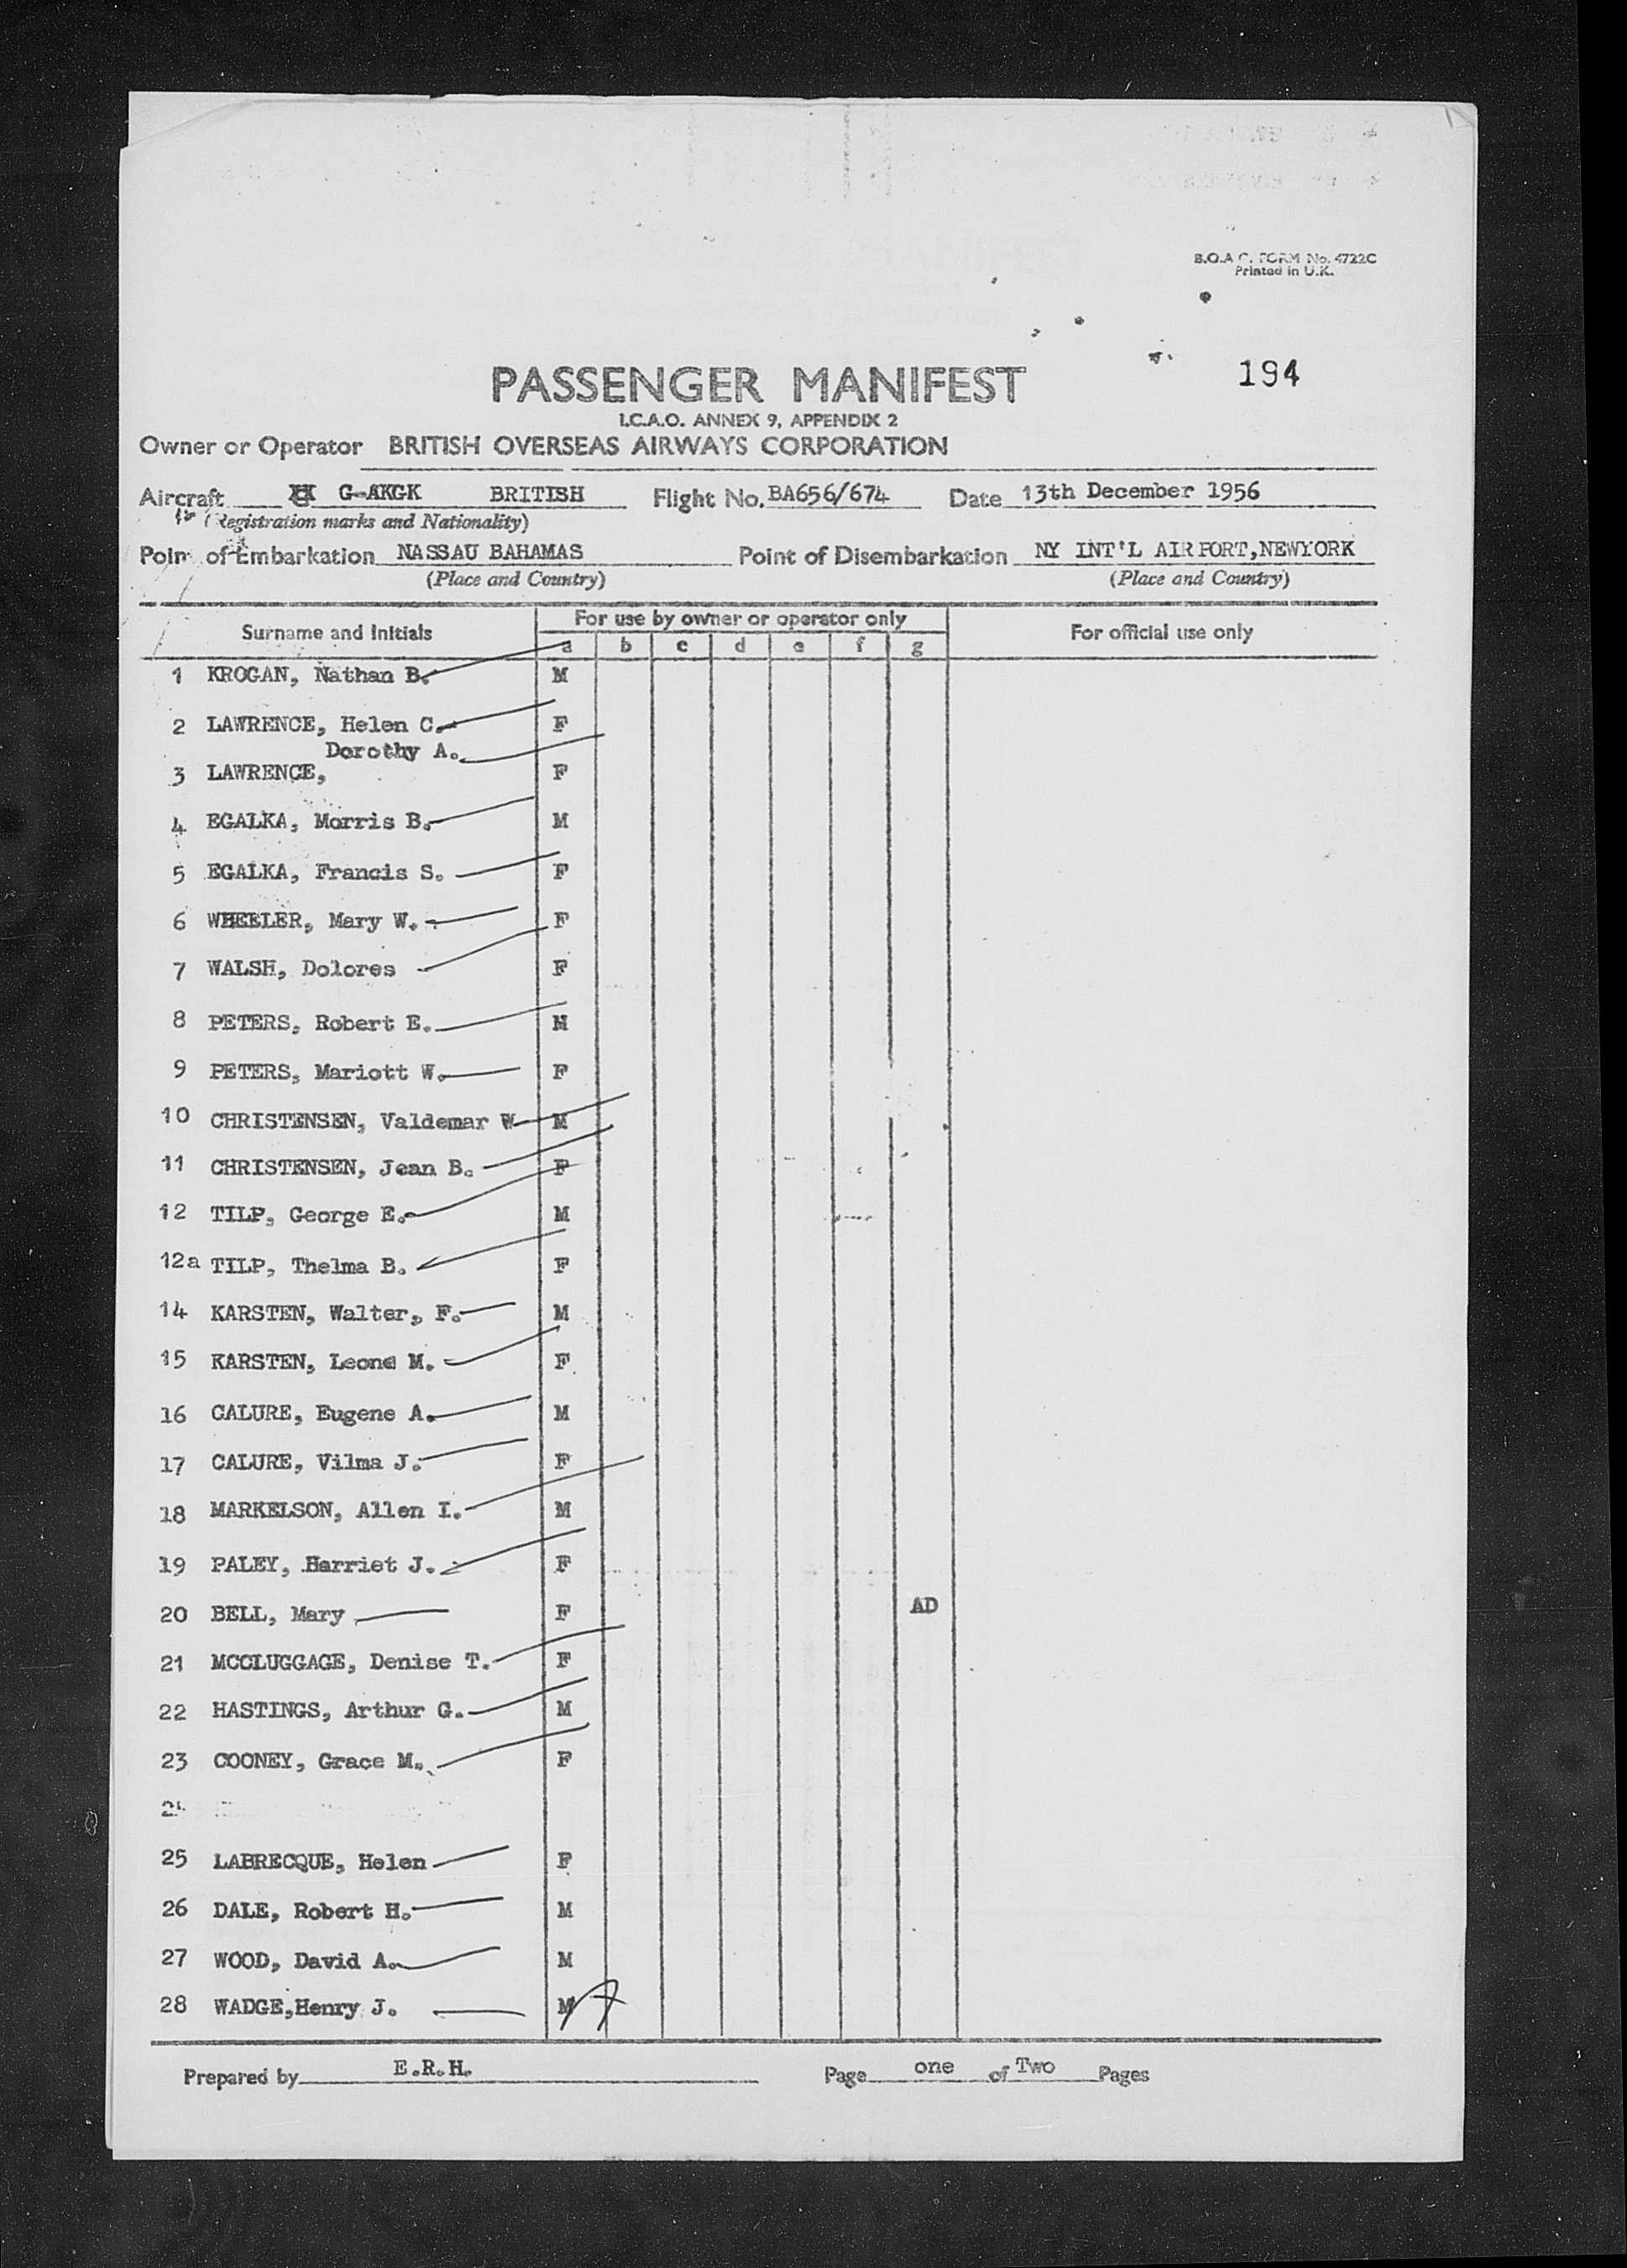 B.O.A.C. FORM No. 4722C
Printed in U.K.
194
PASSENGER MANIFEST
I.C.A.O. ANNEX 9, APPENDIX 2
Owner or Operator BRITISH OVERSEAS AIRWAYS CORPORATION
Aircraft G-AKGK BRITISH Flight No. BA656/674 Date 13th December 1956
(Registration marks and Nationality)
Point of Embarkation NASSAU BAHAMAS Point of Disembarkation NY INT'L AIRPORT,NEWYORK
(Place and Country) (Place and Country)
Surname and Initials For use by owner or operator only For official use only
a b c d e f g
1 KROGAN, Nathan B. M
2 LAWRENCE, Helen C. F
Dorothy A.
3 LAWRENCE, F
4 EGALKA, Morris B. M
5 EGALKA, Francis S. F
6 WHEELER, Mary W. F
7 WALSH, Dolores F
8 PETERS, Robert E. M
9 PETERS, Mariott W. F
10 CHRISTENSEN, Valdemar W M
11 CHRISTENSEN, Jean B. F
12 TILP, George E. M
12a TILP, Thelma B. F
14 KARSTEN, Walter, F. M
15 KARSTEN, Leone M. F
16 CALURE, Eugene A. M
17 CALURE, Vilma J. F
18 MARKELSON, Allen I. M
19 PALEY, Harriet J. F
20 BELL, Mary F AD
21 MCCLUGGAGE, Denise T. F
22 HASTINGS, Arthur G. M
23 COONEY, Grace M. F
25 LABRECQUE, Helen F
26 DALE, Robert H. M
27 WOOD, David A. M
28 WADGE,Henry J. M
Prepared by E.R.H. Page one of Two Pages